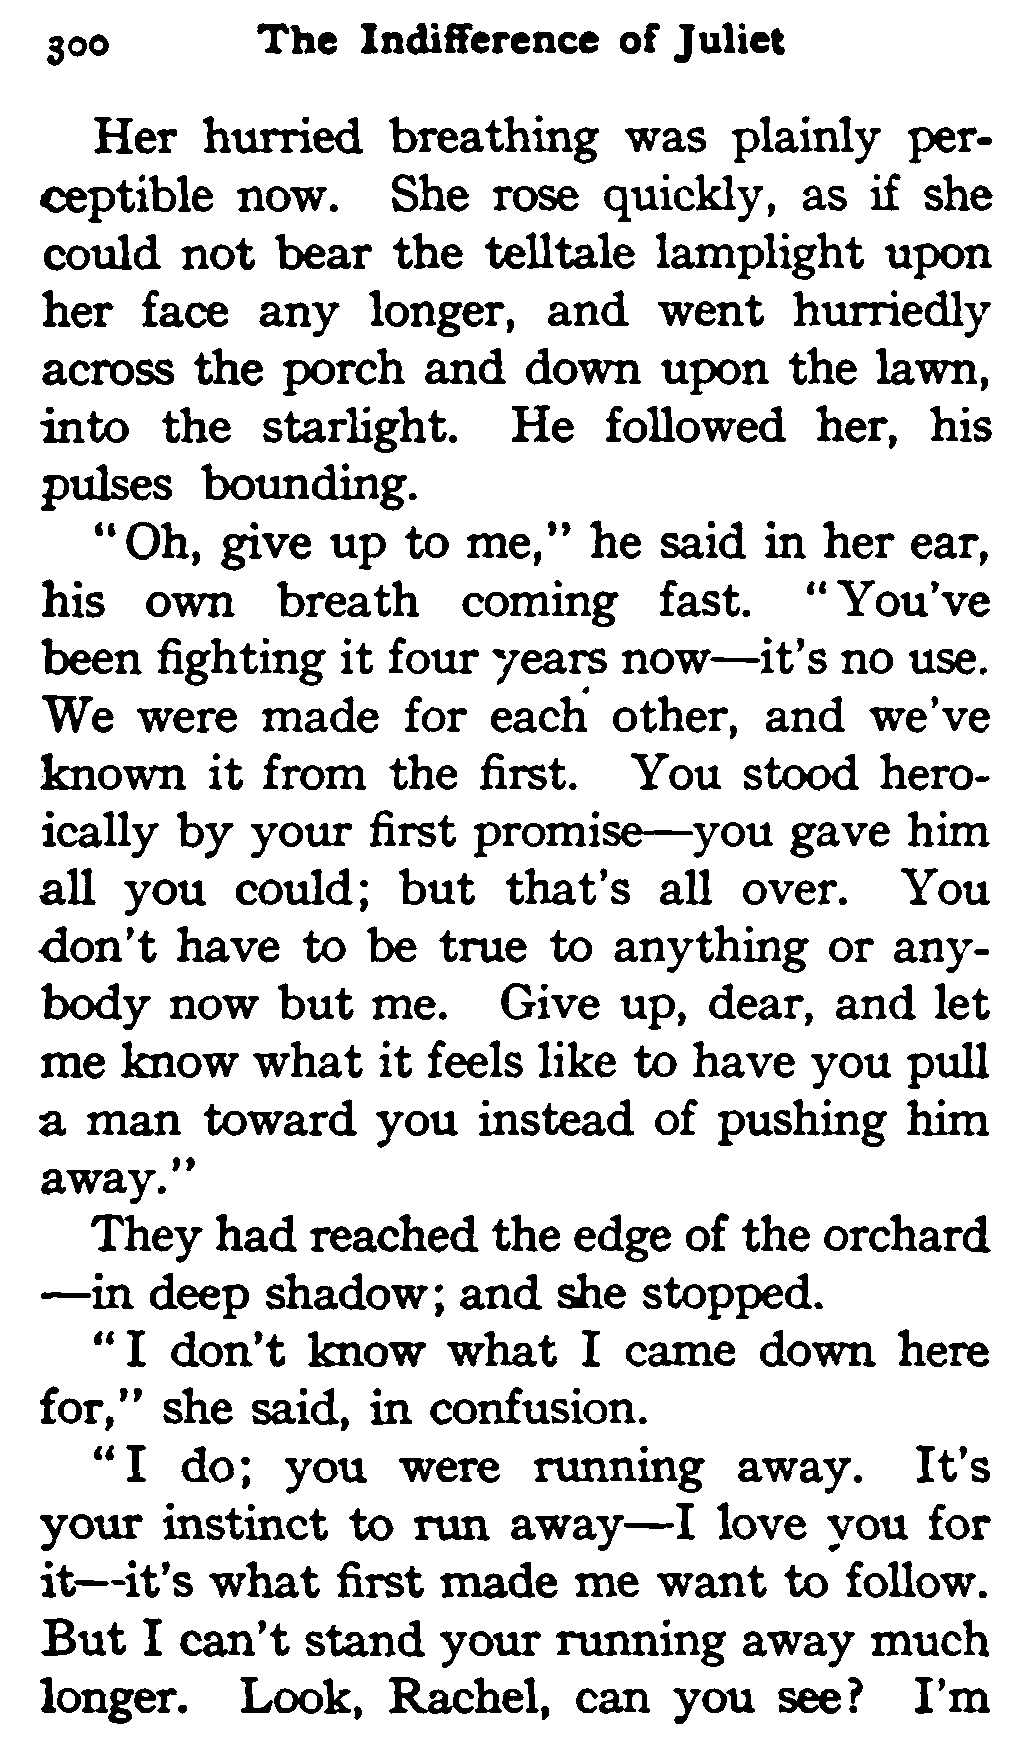 300 The Indifference of Juliet
Her hurried breathing was plainly per-
ceptible now. She rose quickly, as if she
could not bear the telltale lamplight upon
her face any longer, and went hurriedly
across the porch and down upon the lawn,
into the starlight. He followed her, his
pulses bounding.
"Oh, give up to me," he said in her ear,
his own breath coming fast. "You've
been fighting it four years now—it's no use.
We were made for each other, and we've
known it from the first. You stood hero-
ically by your first promise—you gave him
all you could; but that's all over. You
don't have to be true to anything or any-
body now but me. Give up, dear, and let
me know what it feels like to have you pull
a man toward you instead of pushing him
away."
They had reached the edge of the orchard
—in deep shadow; and she stopped.
"I don't know what I came down here
for," she said, in confusion.
"I do; you were running away. It's
your instinct to run away—I love you for
it—it's what first made me want to follow.
But I can't stand your running away much
longer. Look, Rachel, can you see? I'm